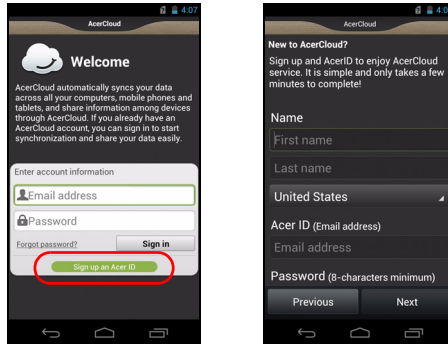 4:07
AcerCloud
Welcome
AcerCloud automatically syncs your data
across all your computers, mobile phones and
tablets, and share information among devices
through AcerCloud. If you already have an
AcerCloud account, you can sign in to start
synchronization and share your data easily.
Enter account information
Email address
Password
Forgot password?
Sign in
Sign up an Acer ID
4:0
AcerCloud
New to AcerCloud?
Sign up and AcerID to enjoy AcerCloud
service. It is simple and only takes a few
minutes to complete!
Name
First name
Last name
United States
Acer ID (Email address)
Email address
Password (8-characters minimum)
Previous
Next